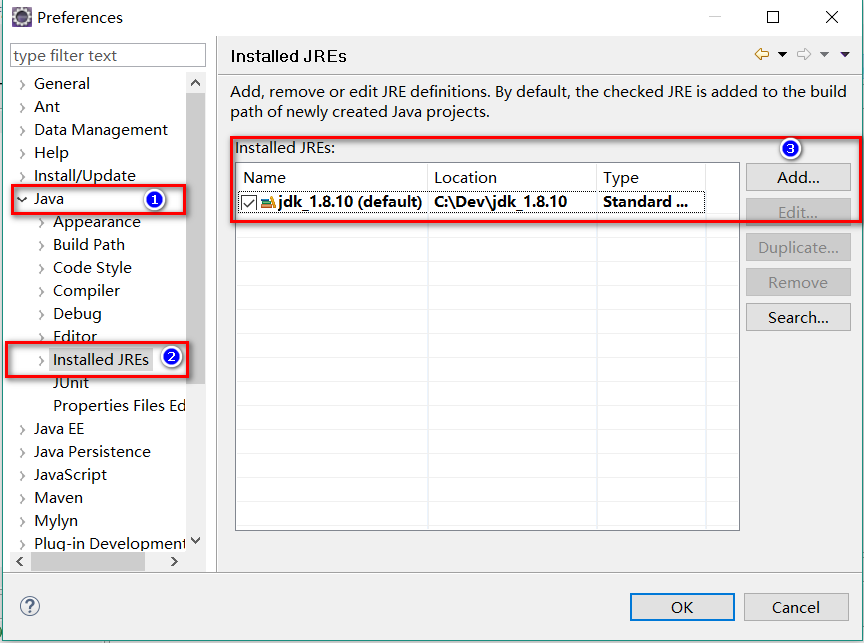 Preferences
type filter text
General
Ant
Data Management
Help
Install/Update
Java
1
Appearance
Build Path
Code Style
Compiler
Debug
Editor
Installed JREs
2
JUnit
Properties Files Ed
Java EE
Java Persistence
JavaScript
Maven
Mylyn
Plug-in Development
Installed JREs
Add, remove or edit JRE definitions. By default, the checked JRE is added to the build
path of newly created Java projects.
Installed JREs:
3
Name Location Type
jdk_1.8.10 (default) C:\Dev\jdk_1.8.10 Standard ...
Add...
Edit...
Duplicate...
Remove
Search...
?
OK Cancel